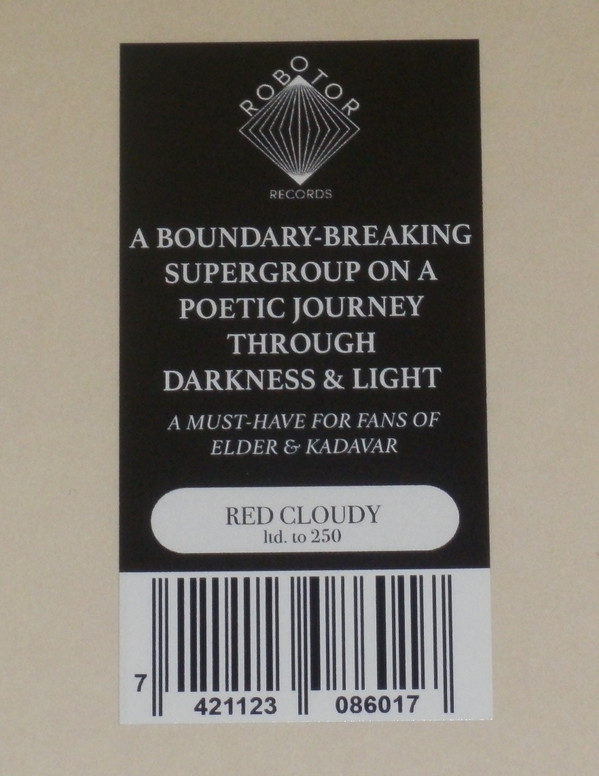 ROBOTOR
RECORDS
A BOUNDARY-BREAKING
SUPERGROUP ON A
POETIC JOURNEY
THROUGH
DARKNESS & LIGHT
A MUST-HAVE FOR FANS OF
ELDER & KADAVAR
RED CLOUDY
ltd. to 250
7 421123 086017